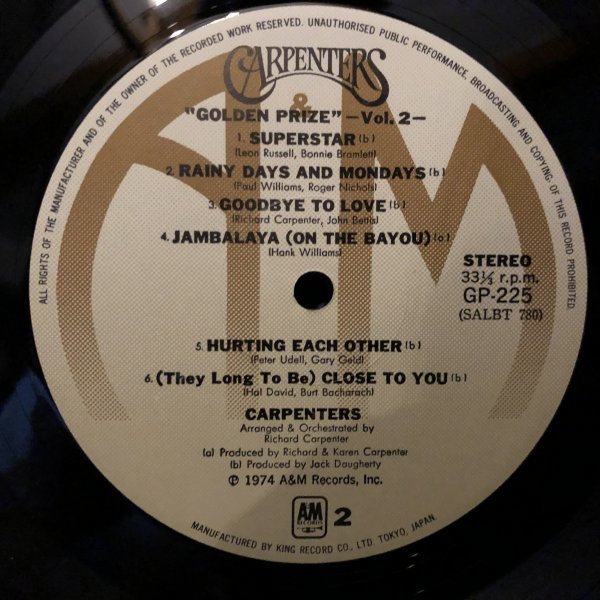 ALL RIGHTS OF THE MANUFACTURER AND OF THE OWNER OF THE RECORDED WORK RESERVED. UNAUTHORISED PUBLIC PERFORMANCE, BROADCASTING AND COPYING OF THIS RECORD PROHIBITED.
CARPENTERS
&
"GOLDEN PRIZE" –Vol. 2–
1. SUPERSTAR (b)
(Leon Russell, Bonnie Bramlett)
2. RAINY DAYS AND MONDAYS (b)
(Paul Williams, Roger Nichols)
3. GOODBYE TO LOVE (b)
(Richard Carpenter, John Bettis)
4. JAMBALAYA (ON THE BAYOU) (a)
(Hank Williams)
STEREO
33⅓ r.p.m.
GP-225
(SALBT 780)
5. HURTING EACH OTHER (b)
(Peter Udell, Gary Geld)
6. (They Long To Be) CLOSE TO YOU (b)
(Hal David, Burt Bacharach)
CARPENTERS
Arranged & Orchestrated by
Richard Carpenter
(a) Produced by Richard & Karen Carpenter
(b) Produced by Jack Daugherty
℗ 1974 A&M Records, Inc.
A&M
RECORDS
2
MANUFACTURED BY KING RECORD CO., LTD. TOKYO, JAPAN.